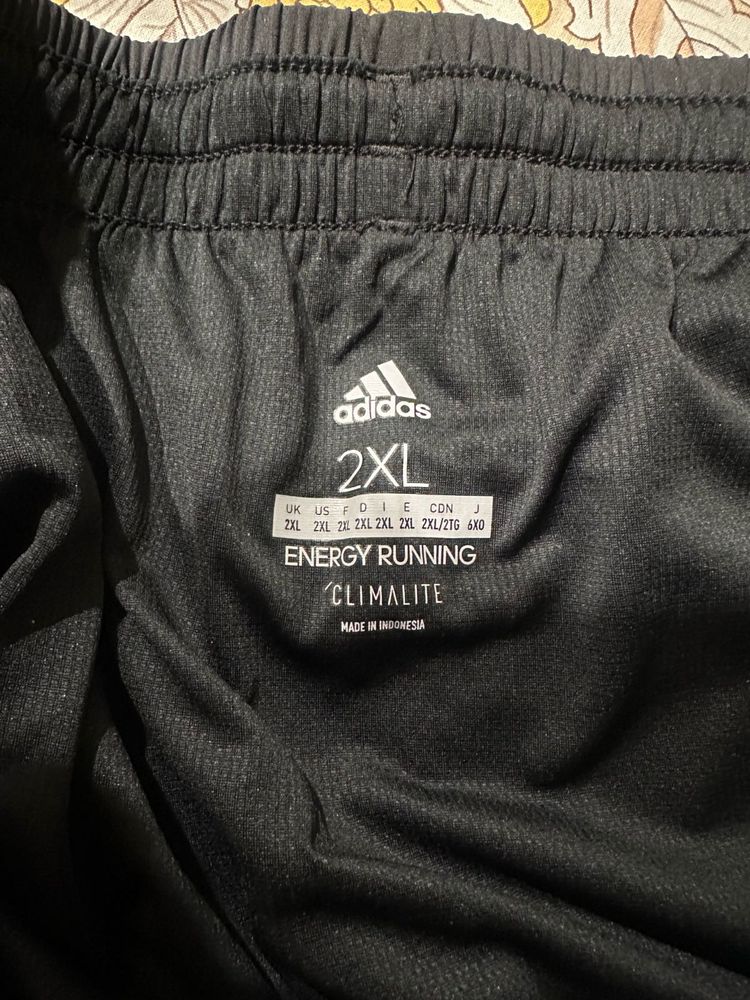 adidas
2XL
UK US F D I E CDN J
2XL 2XL 2XL 2XL 2XL 2XL 2XL/2TG 6XO
ENERGY RUNNING
CLIMALITE
MADE IN INDONESIA